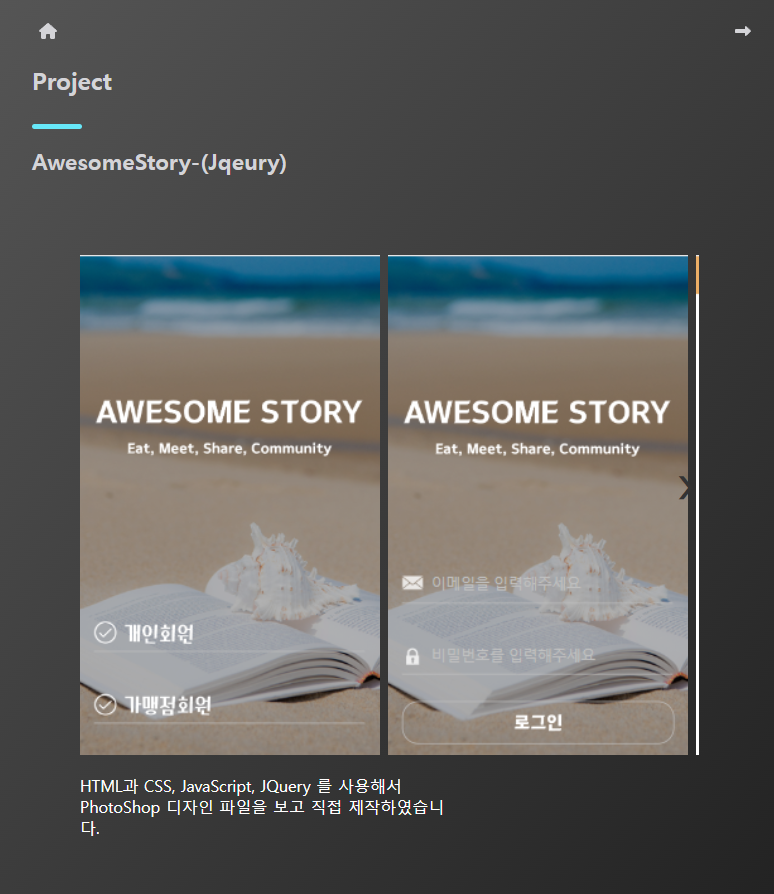 Project
AwesomeStory-(Jqeury)
AWESOME STORY
Eat, Meet, Share, Community
개인회원
가맹점회원
AWESOME STORY
Eat, Meet, Share, Community
이메일을 입력해주세요
비밀번호를 입력해주세요
로그인
HTML과 CSS, JavaScript, JQuery 를 사용해서
PhotoShop 디자인 파일을 보고 직접 제작하였습니
다.